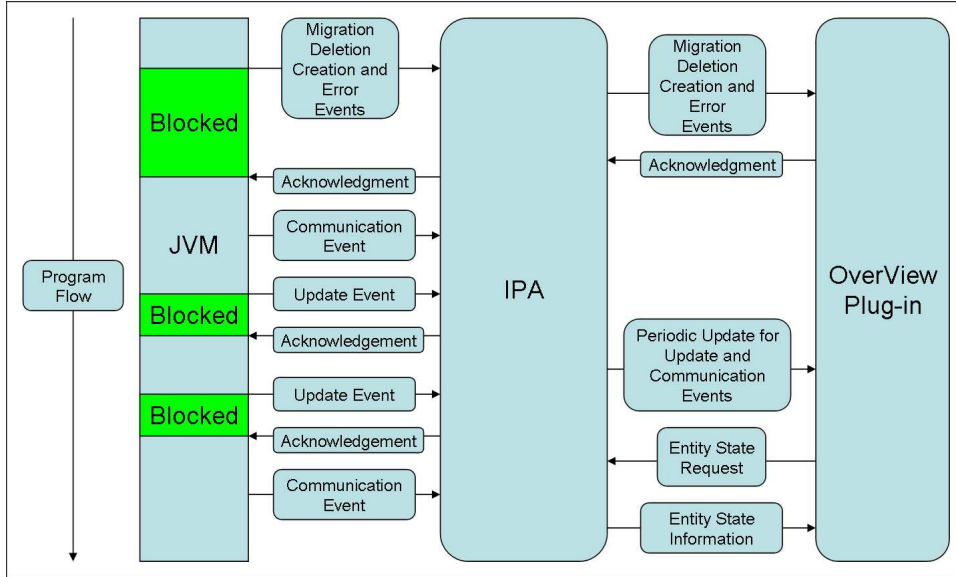 Program
Flow
Blocked
JVM
Blocked
Blocked
Migration
Deletion
Creation and
Error
Events
Acknowledgment
Communication
Event
Update Event
Acknowledgement
Update Event
Acknowledgement
Communication
Event
IPA
Migration
Deletion
Creation and
Error
Events
Acknowledgment
Periodic Update for
Update and
Communication
Events
Entity State
Request
Entity State
Information
OverView
Plug-in